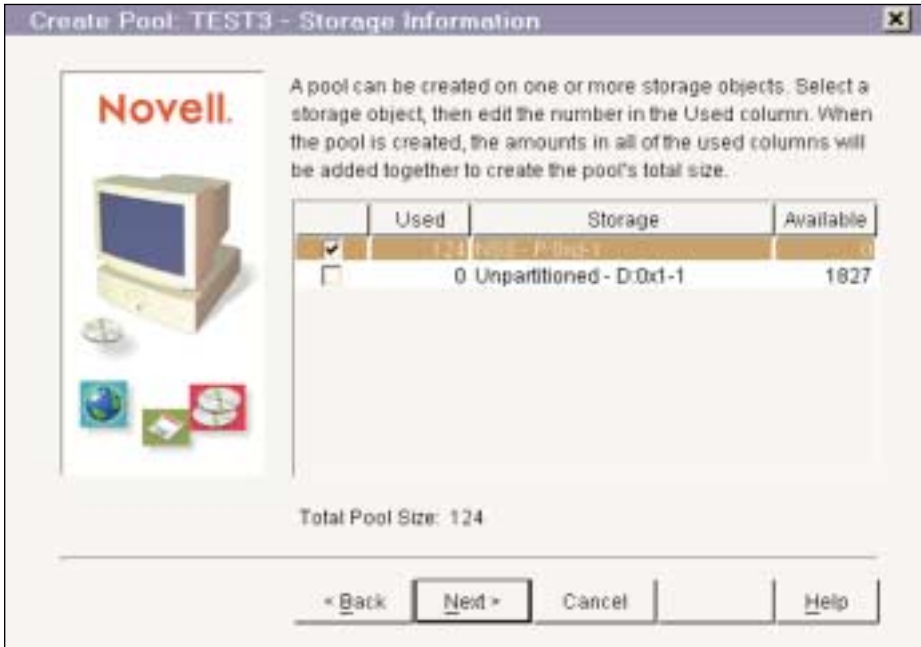 Create Pool: TEST3 - Storage Information
Novell.
A pool can be created on one or more storage objects. Select a
storage object, then edit the number in the Used column. When
the pool is created, the amounts in all of the used columns will
be added together to create the pool's total size.
Used Storage Available
124 NSS - 0
0 Unpartitioned - D:0x1-1 1827
Total Pool Size: 124
< Back Next > Cancel Help